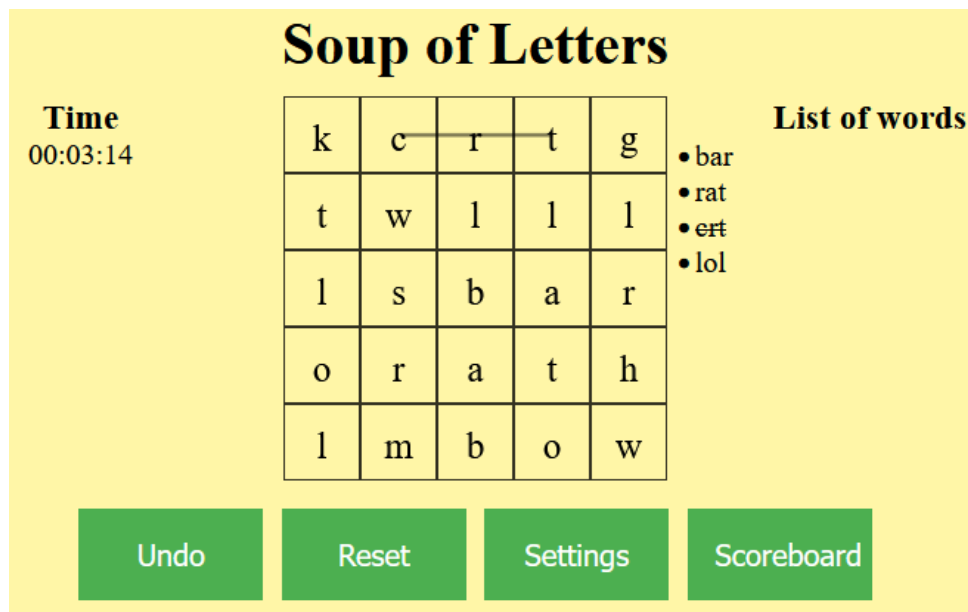 Soup of Letters
Time
00:03:14
k c r t g
t w l l l
l s b a r
o r a t h
l m b o w
List of words
• bar
• rat
• crt
• lol
Undo Reset Settings Scoreboard